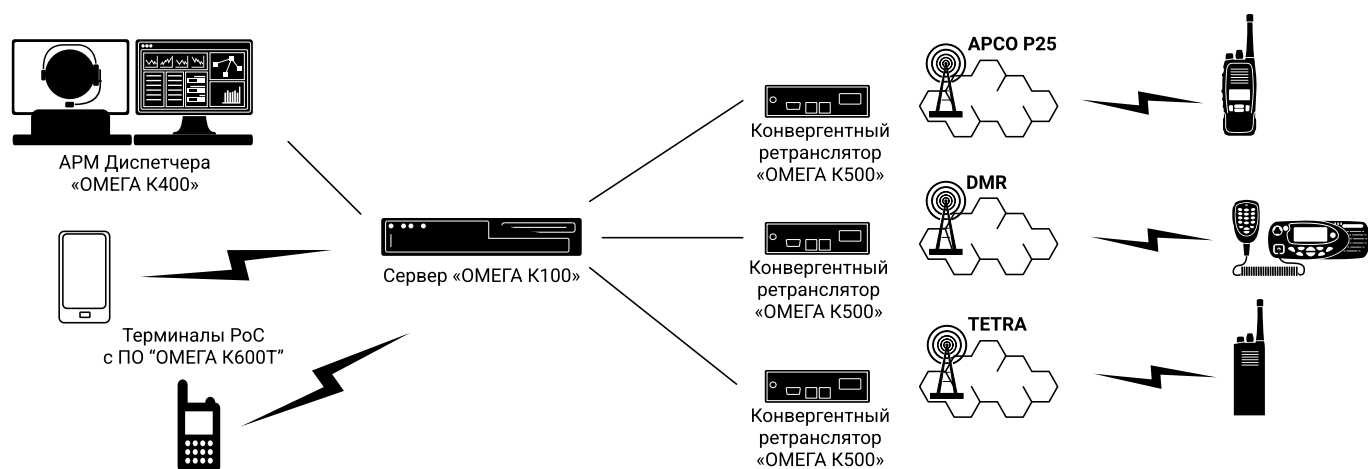 АРМ Диспетчера
«ОМЕГА К400»
Терминалы PoC
с ПО “ОМЕГА К600Т”
Сервер «ОМЕГА К100»
Конвергентный
ретранслятор
«ОМЕГА К500»
APCO P25
Конвергентный
ретранслятор
«ОМЕГА К500»
DMR
Конвергентный
ретранслятор
«ОМЕГА К500»
TETRA